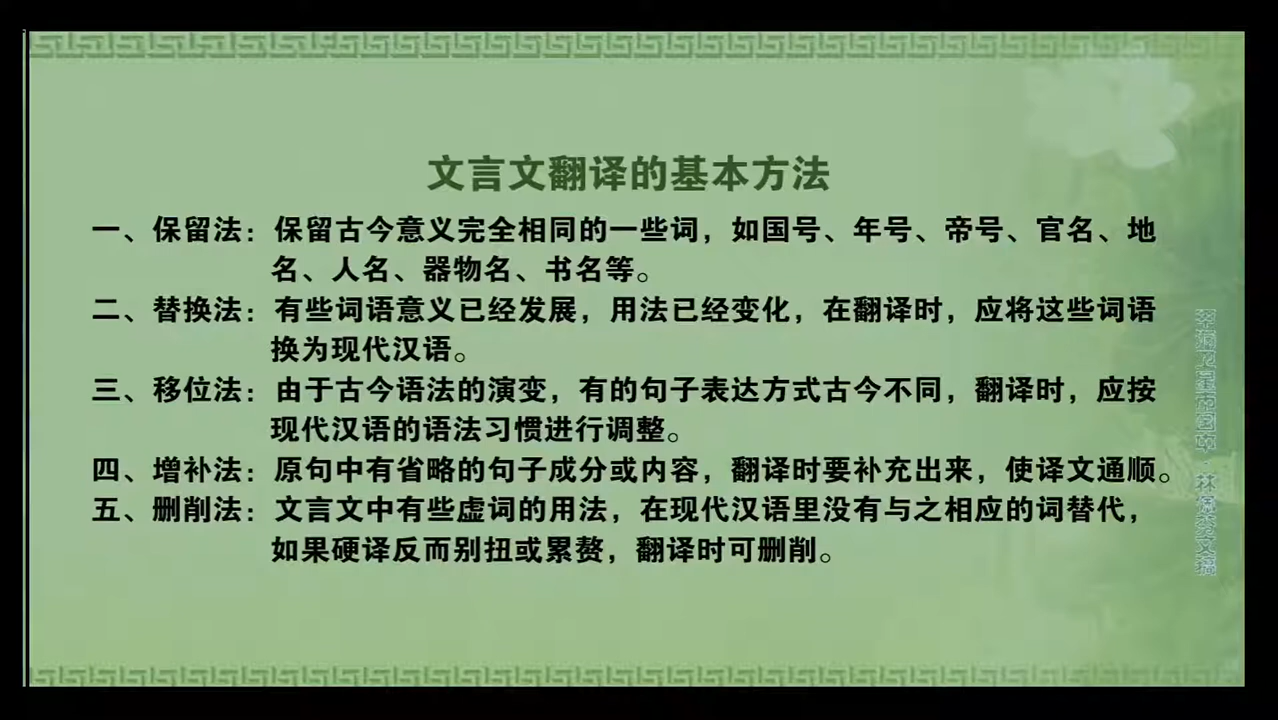 文言文翻译的基本方法
一、保留法：保留古今意义完全相同的一些词，如国号、年号、帝号、官名、地
名、人名、器物名、书名等。
二、替换法：有些词语意义已经发展，用法已经变化，在翻译时，应将这些词语
换为现代汉语。
三、移位法：由于古今语法的演变，有的句子表达方式古今不同，翻译时，应按
现代汉语的语法习惯进行调整。
四、增补法：原句中有省略的句子成分或内容，翻译时要补充出来，使译文通顺。
五、删削法：文言文中有些虚词的用法，在现代汉语里没有与之相应的词替代，
如果硬译反而别扭或累赘，翻译时可删削。